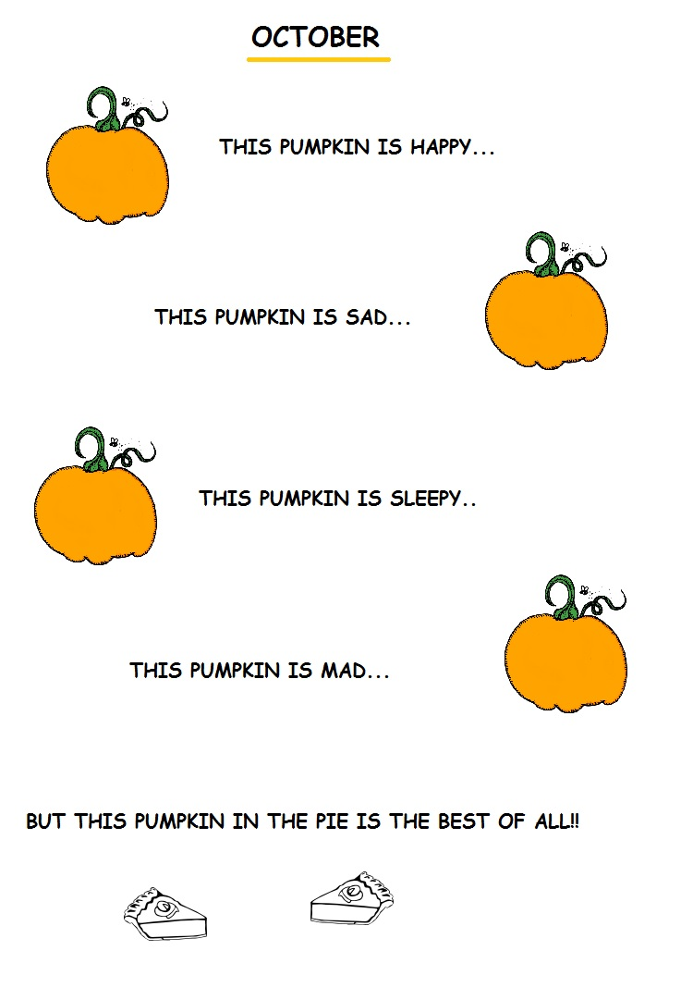 OCTOBER
THIS PUMPKIN IS HAPPY...
THIS PUMPKIN IS SAD...
THIS PUMPKIN IS SLEEPY..
THIS PUMPKIN IS MAD...
BUT THIS PUMPKIN IN THE PIE IS THE BEST OF ALL!!